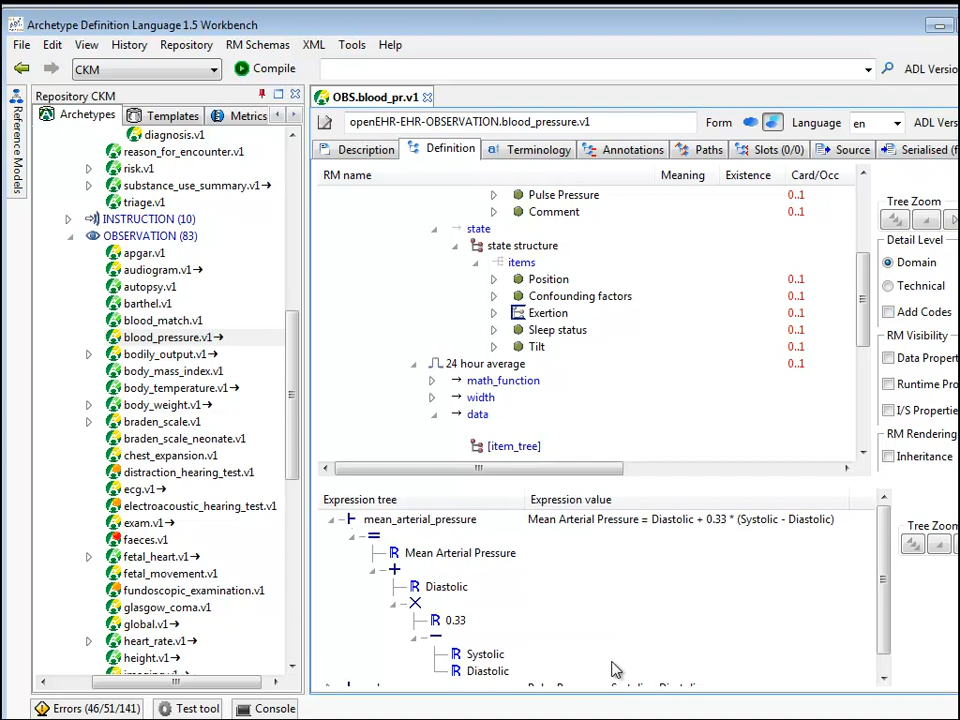 Archetype Definition Language 1.5 Workbench
File Edit View History Repository RM Schemas XML Tools Help
CKM Compile ADL Versio
Repository CKM OBS.blood_pr.v1
Archetypes Templates Metrics
openEHR-EHR-OBSERVATION.blood_pressure.v1 Form Language en ADL Vers
Description Definition Terminology Annotations Paths Slots (0/0) Source Serialised (f
Reference Models
diagnosis.v1
reason_for_encounter.v1
risk.v1
substance_use_summary.v1
triage.v1
INSTRUCTION (10)
OBSERVATION (83)
apgar.v1
audiogram.v1
autopsy.v1
barthel.v1
blood_match.v1
blood_pressure.v1
bodily_output.v1
body_mass_index.v1
body_temperature.v1
body_weight.v1
braden_scale.v1
braden_scale_neonate.v1
chest_expansion.v1
distraction_hearing_test.v1
ecg.v1
electroacoustic_hearing_test.v1
exam.v1
faeces.v1
fetal_heart.v1
fetal_movement.v1
fundoscopic_examination.v1
glasgow_coma.v1
global.v1
heart_rate.v1
height.v1
RM name Meaning Existence Card/Occ
Pulse Pressure 0..1
Comment 0..1
state
state structure
items
Position 0..1
Confounding factors 0..1
Exertion 0..1
Sleep status 0..1
Tilt 0..1
24 hour average 0..1
math_function
width
data
[item_tree]
Tree Zoom
Detail Level
Domain
Technical
Add Codes
RM Visibility
Data Propert
Runtime Pro
I/S Propertie
RM Rendering
Inheritance
Expression tree Expression value
mean_arterial_pressure Mean Arterial Pressure = Diastolic + 0.33 * (Systolic - Diastolic)
=
R Mean Arterial Pressure
+
R Diastolic
×
R 0.33
−
R Systolic
R Diastolic
Tree Zoom
Errors (46/51/141) Test tool Console